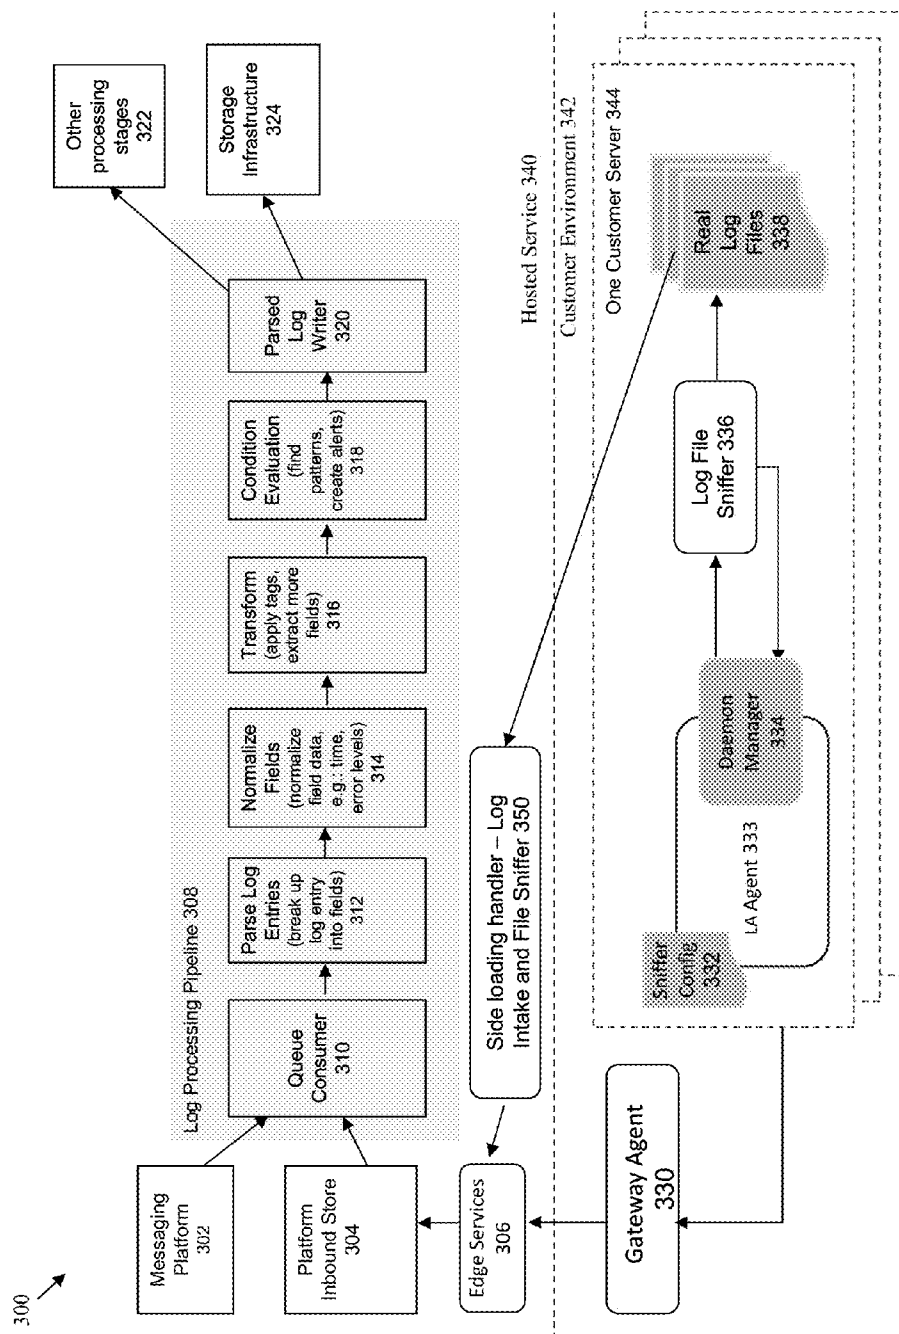 300
Messaging
Platform
302
Platform
Inbound Store
304
Edge Services
306
Log Processing Pipeline 308
Queue
Consumer
310
Parse Log
Entries
(break up
log entry
into fields)
312
Normalize
Fields
(normalize
field data,
e.g.: time,
error levels)
314
Transform
(apply tags,
extract more
fields)
316
Condition
Evaluation
(find
patterns,
create alerts)
318
Parsed
Log
Writer
320
Other
processing
stages
322
Storage
Infrastructure
324
Side loading handler – Log
Intake and File Sniffer 350
Hosted Service 340
Customer Environment 342
Gateway Agent
330
One Customer Server 344
Sniffer
Config
332
LA Agent 333
Daemon
Manager
334
Log File
Sniffer 336
Real
Log
Files
338